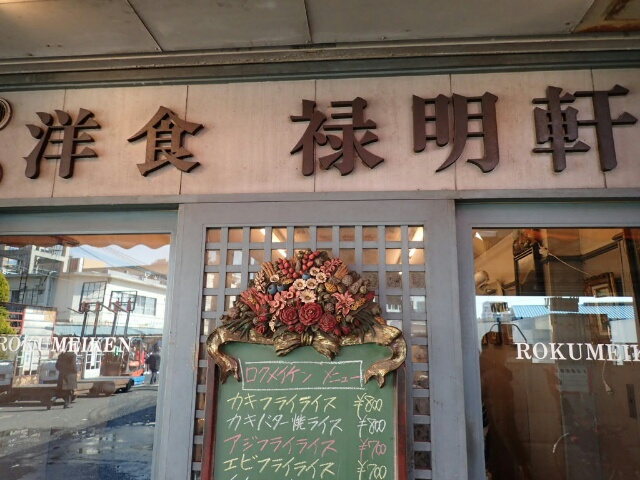 洋食 禄明軒
ROKUMEIKEN
ROKUMEIK
ロクメイケン メニュー
カキフライライス ¥800
カキバター焼ライス ¥800
アジフライライス ¥700
エビフライライス ¥700